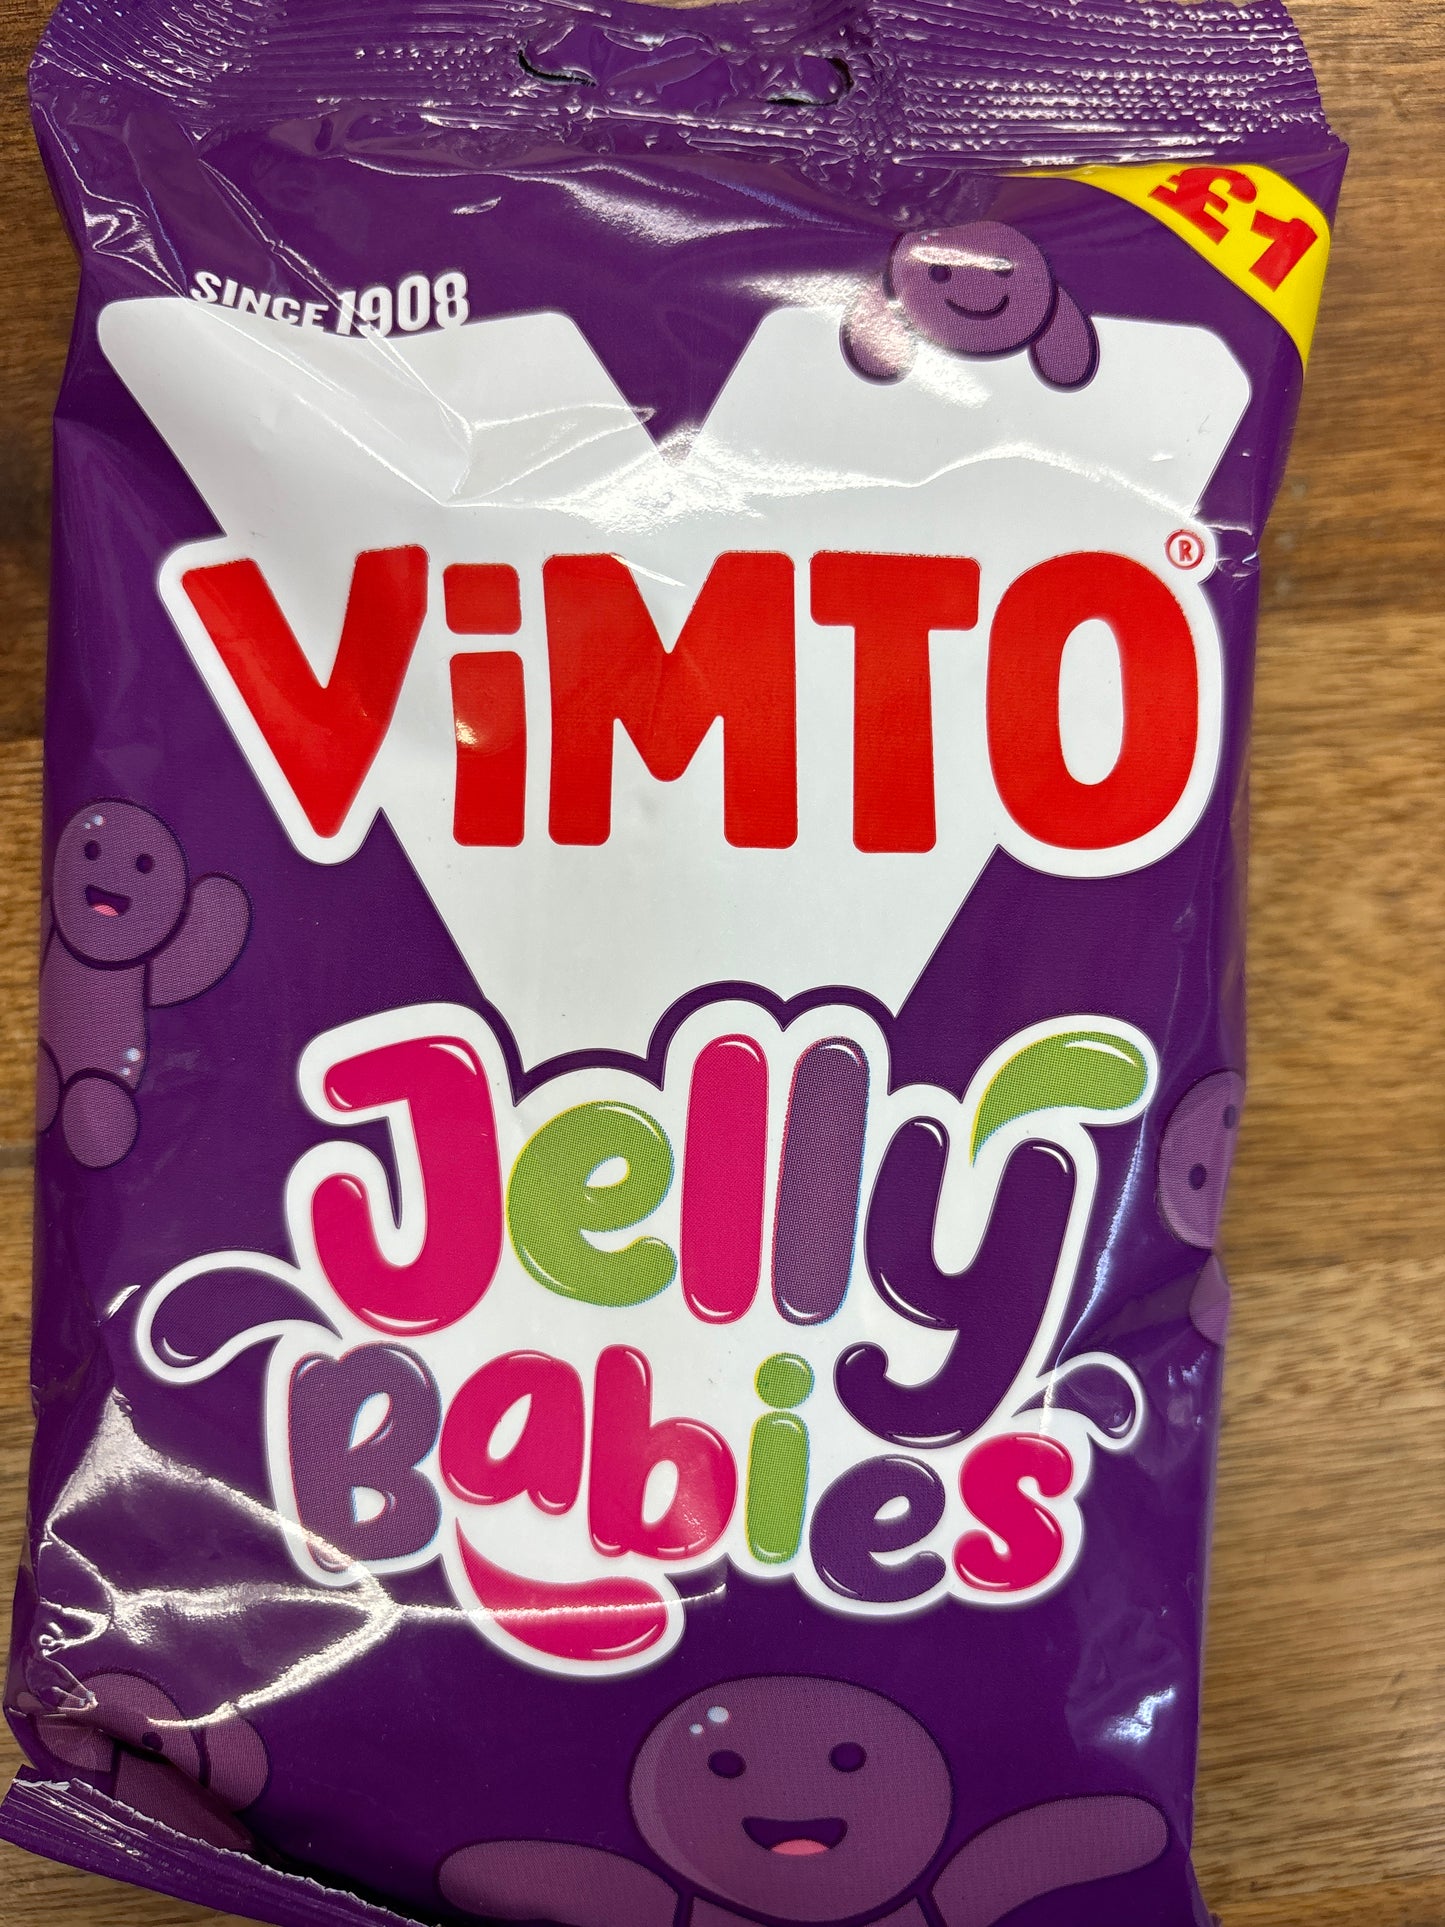 £1
SINCE 1908
ViMTO®
Jelly
Babies